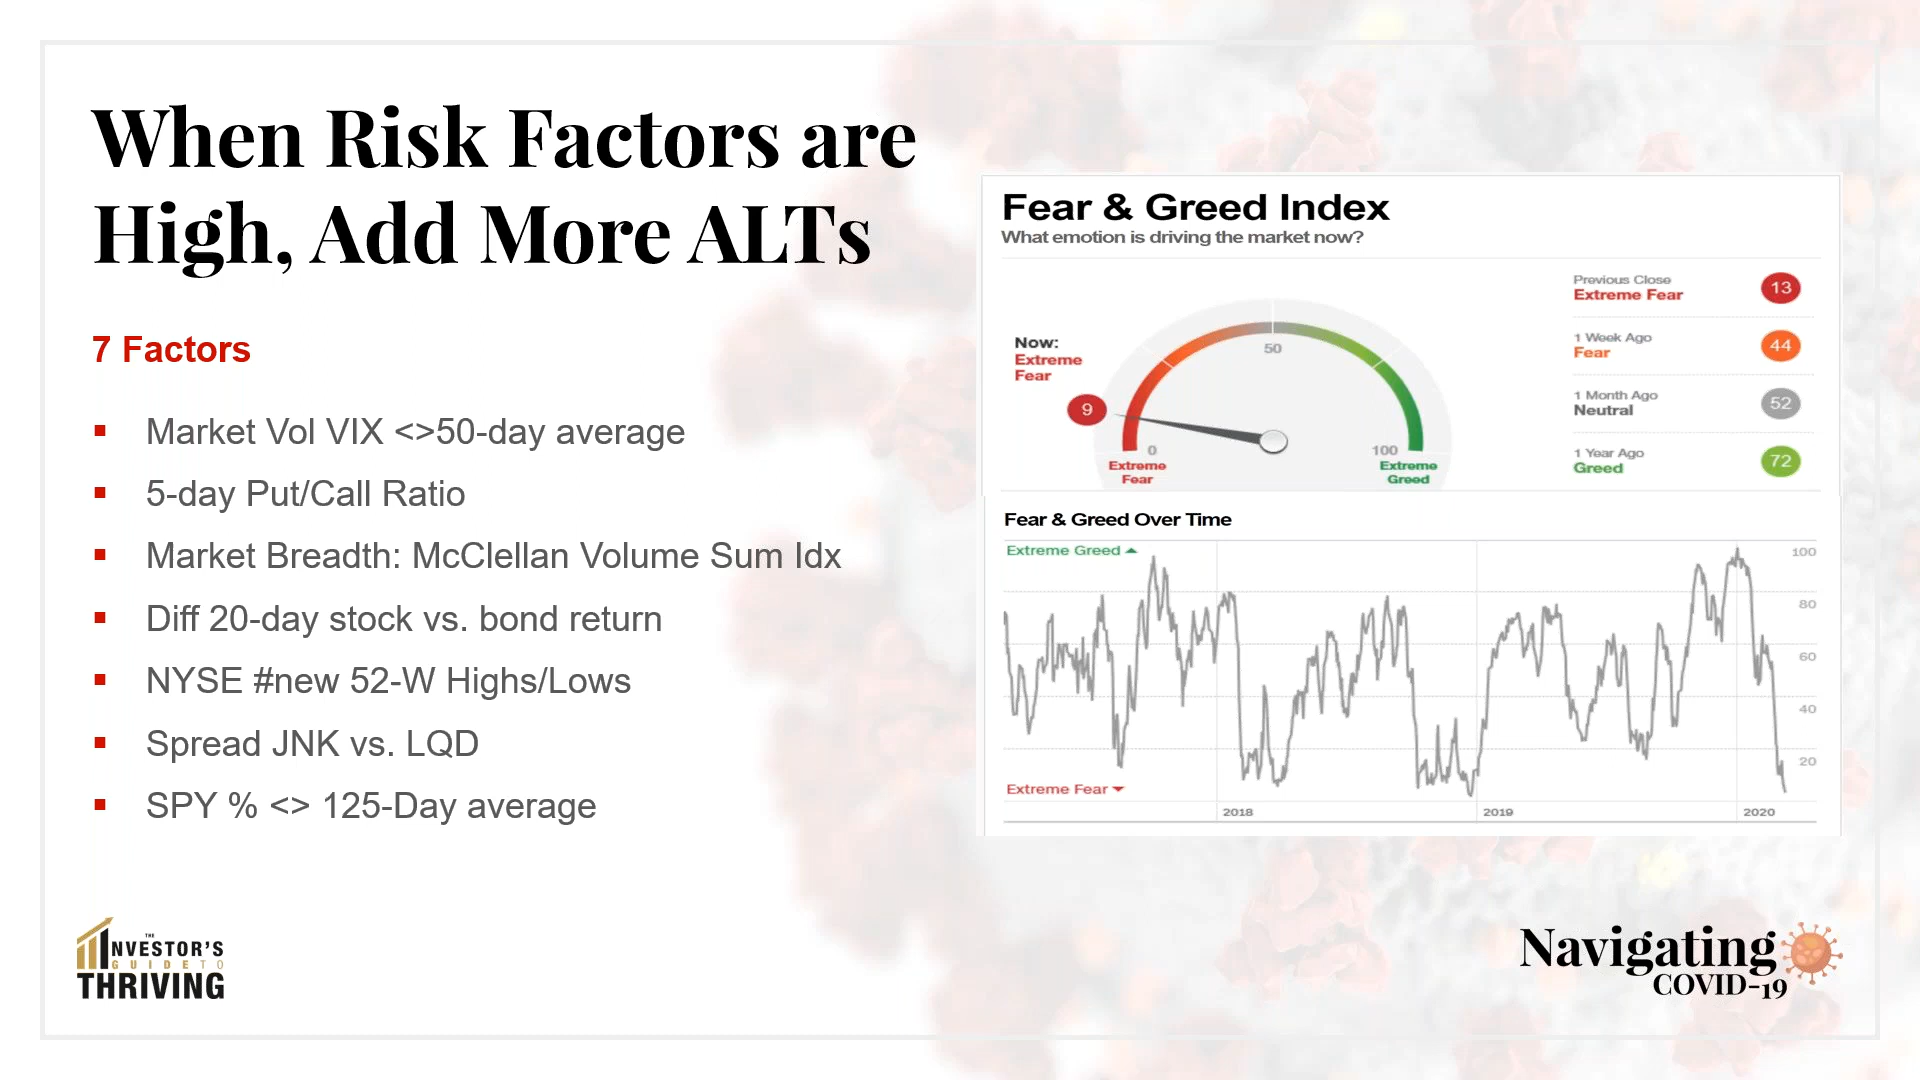 When Risk Factors are
High, Add More ALTs
7 Factors
▪ Market Vol VIX <>50-day average
▪ 5-day Put/Call Ratio
▪ Market Breadth: McClellan Volume Sum Idx
▪ Diff 20-day stock vs. bond return
▪ NYSE #new 52-W Highs/Lows
▪ Spread JNK vs. LQD
▪ SPY % <> 125-Day average
Fear & Greed Index
What emotion is driving the market now?
Now:
Extreme
Fear
9
50
0
100
Extreme
Fear
Extreme
Greed
Previous Close
Extreme Fear
13
1 Week Ago
Fear
44
1 Month Ago
Neutral
52
1 Year Ago
Greed
72
Fear & Greed Over Time
Extreme Greed ▲
100
80
60
40
20
Extreme Fear ▼
2018
2019
2020
THE
INVESTOR'S
GUIDE TO
THRIVING
Navigating
COVID-19